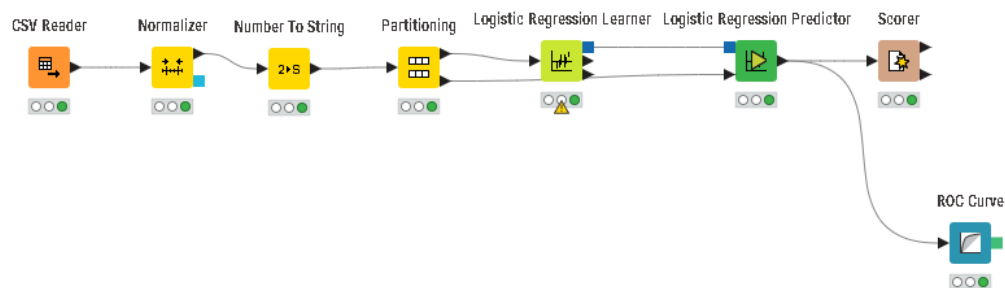 CSV Reader
Normalizer
Number To String
Partitioning
Logistic Regression Learner
Logistic Regression Predictor
Scorer
2▸S
ROC Curve